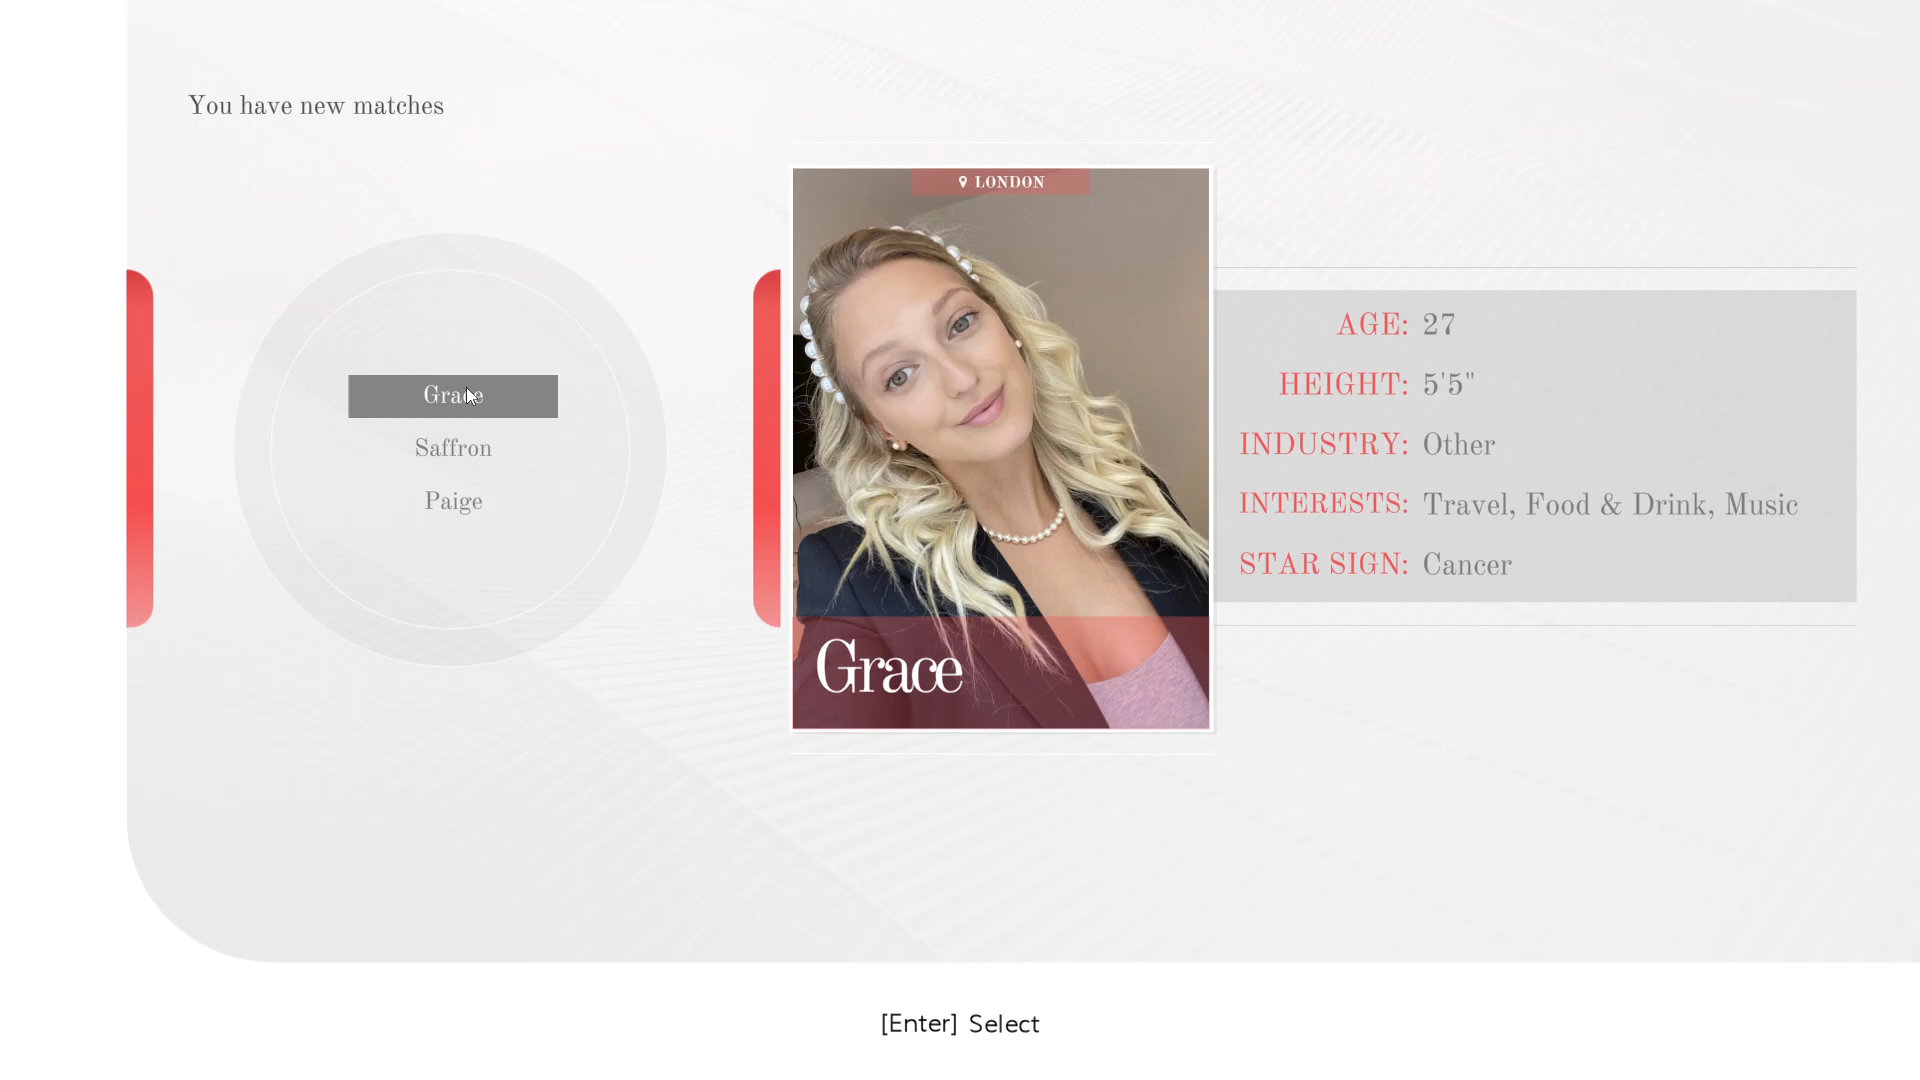 You have new matches
Grace
Saffron
Paige
LONDON
Grace
AGE: 27
HEIGHT: 5'5"
INDUSTRY: Other
INTERESTS: Travel, Food & Drink, Music
STAR SIGN: Cancer
[Enter] Select